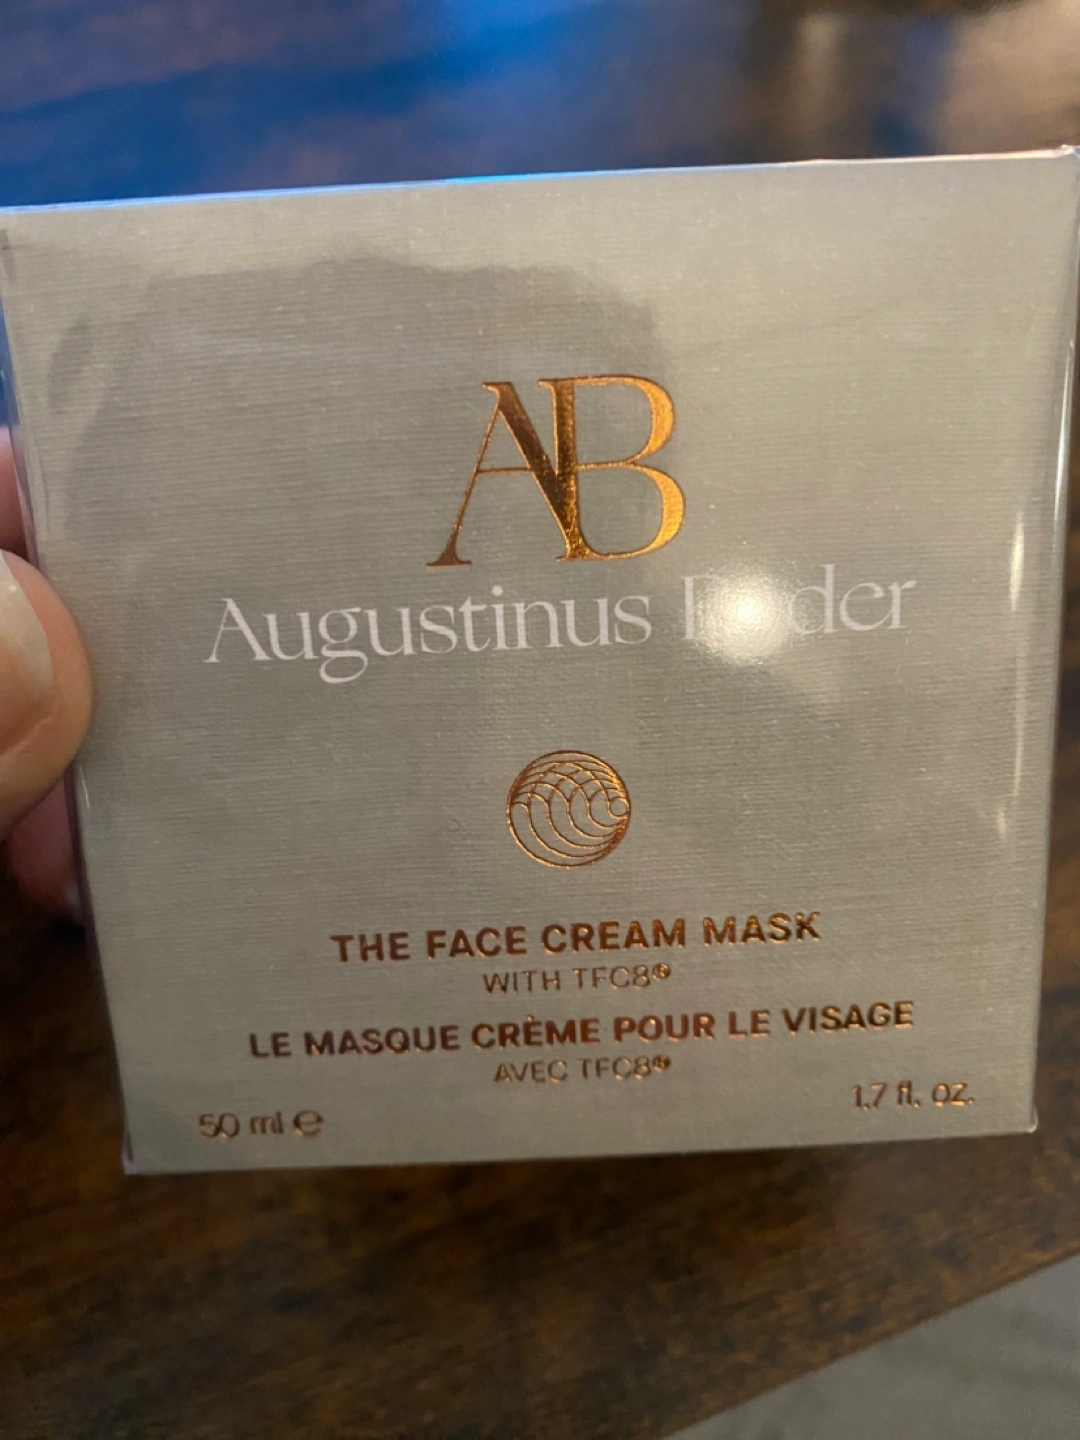 AB
Augustinus
THE FACE CREAM MASK
WITH TFC8®
LE MASQUE CRÈME POUR LE VISAGE
AVEC TFC8®
50 ml ℮
1.7 fl. oz.